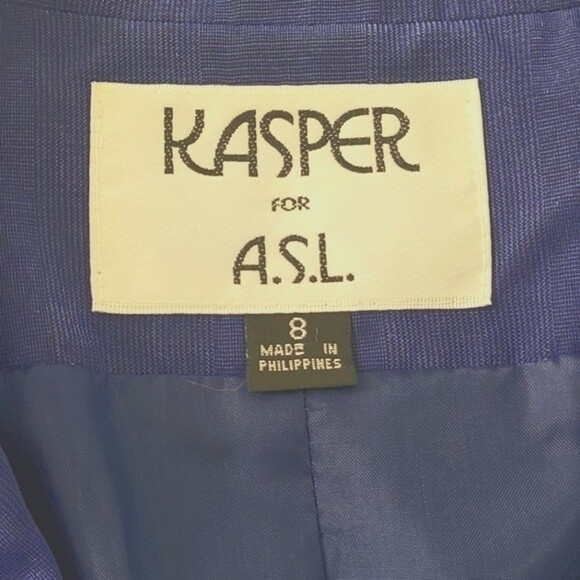 KASPER
FOR
A.S.L.
8
MADE IN
PHILIPPINES